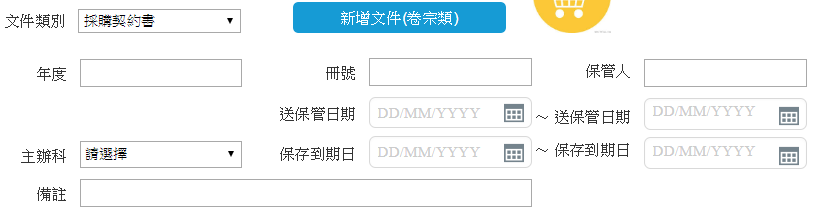 文件類別 採購契約書 新增文件(卷宗類)
年度 冊號 保管人
送保管日期 DD/MM/YYYY ～ 送保管日期 DD/MM/YYYY
主辦科 請選擇 保存到期日 DD/MM/YYYY ～ 保存到期日 DD/MM/YYYY
備註